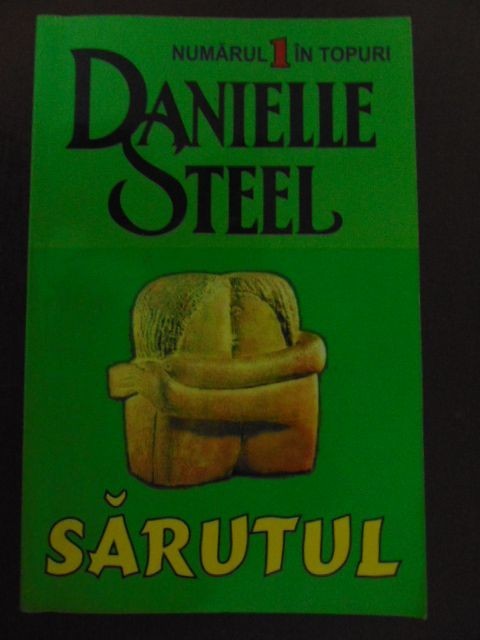 NUMĂRUL 1 ÎN TOPURI
DANIELLE
STEEL
SĂRUTUL